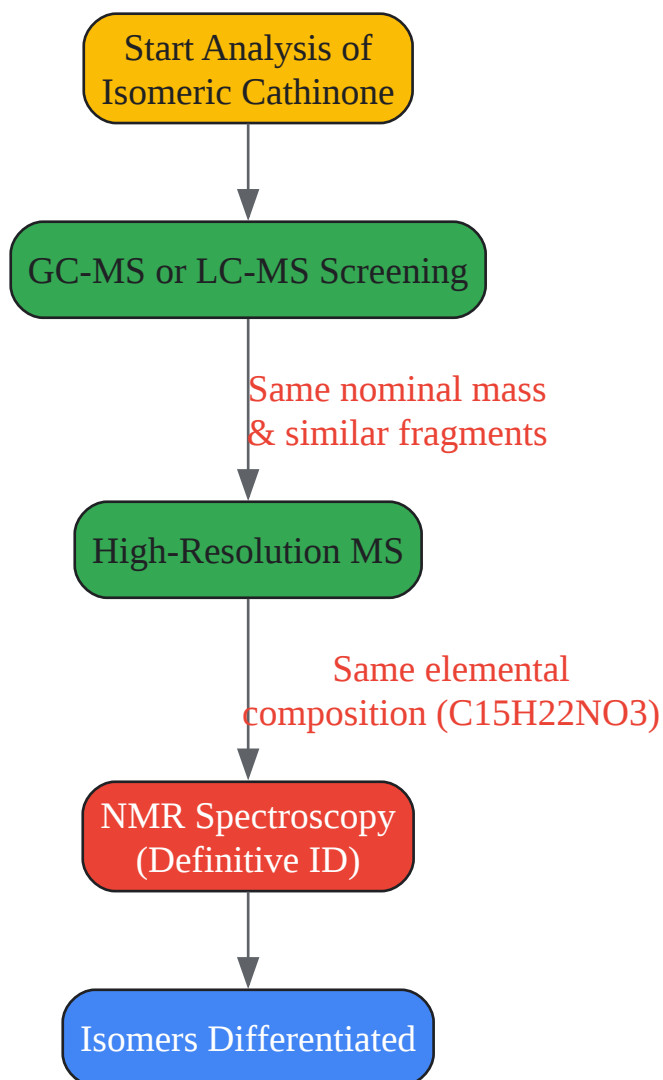 Start Analysis of
Isomeric Cathinone
GC-MS or LC-MS Screening
Same nominal mass
& similar fragments
High-Resolution MS
Same elemental
composition (C15H22NO3)
NMR Spectroscopy
(Definitive ID)
Isomers Differentiated